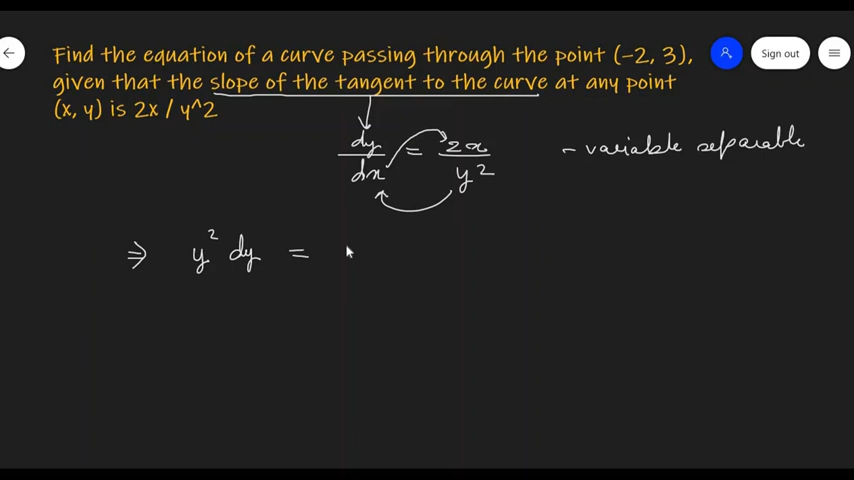 Find the equation of a curve passing through the point (-2, 3),
given that the slope of the tangent to the curve at any point
(x, y) is 2x / y^2
Sign out
dy/dx = 2x/y2
- variable separable
⇒ y² dy =